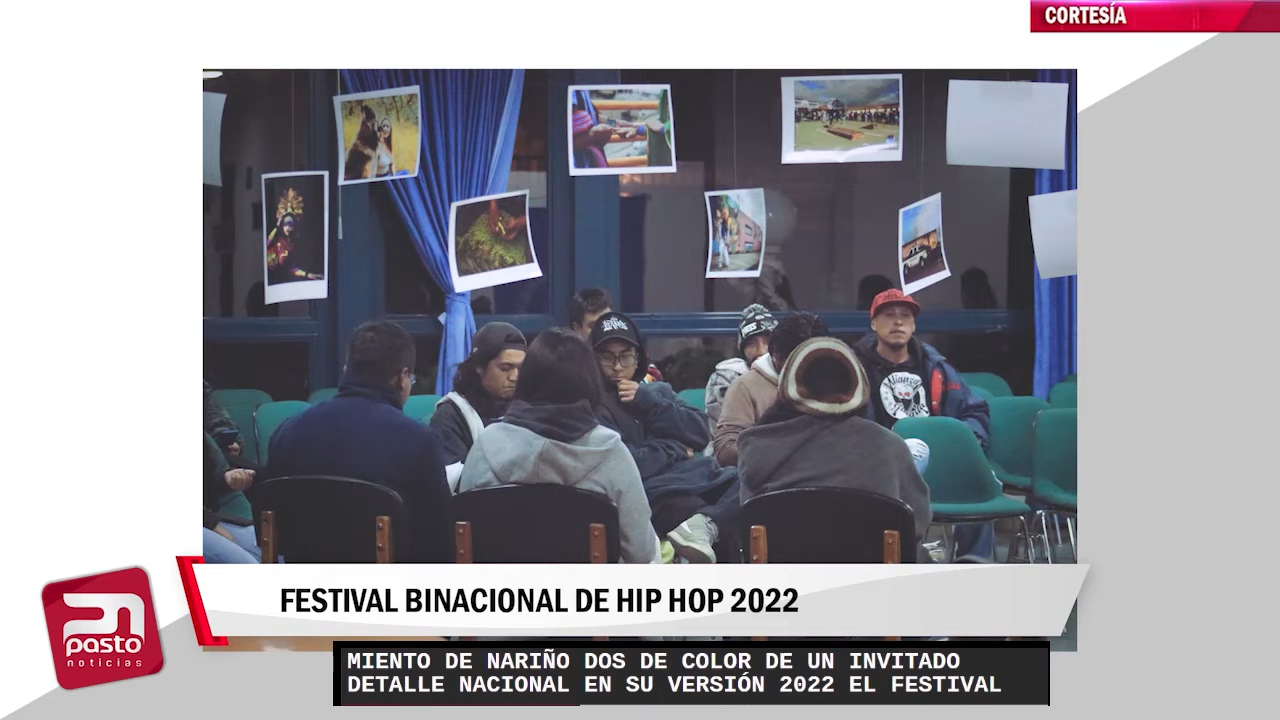 CORTESÍA
Alianza
FESTIVAL BINACIONAL DE HIP HOP 2022
pasto
noticias
MIENTO DE NARIÑO DOS DE COLOR DE UN INVITADO
DETALLE NACIONAL EN SU VERSIÓN 2022 EL FESTIVAL